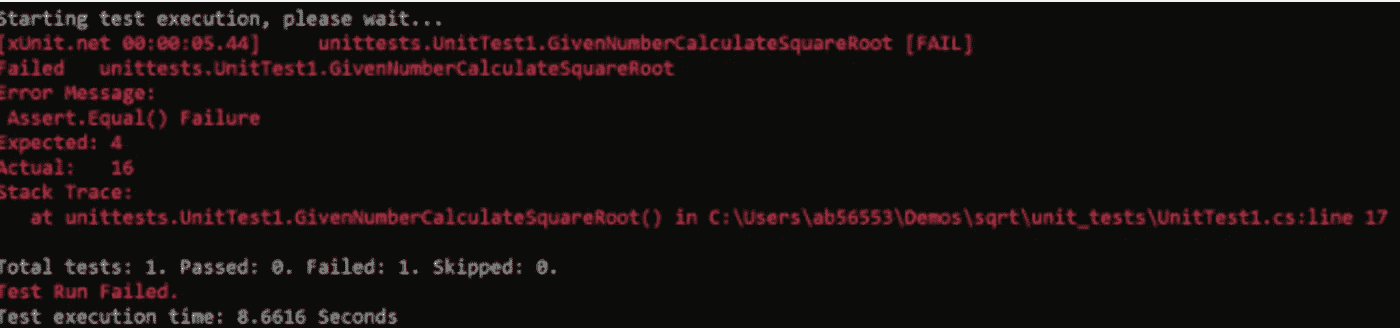 Starting test execution, please wait...
[xUnit.net 00:00:05.44]     unittests.UnitTest1.GivenNumberCalculateSquareRoot [FAIL]
Failed   unittests.UnitTest1.GivenNumberCalculateSquareRoot
Error Message:
 Assert.Equal() Failure
Expected: 4
Actual:   16
Stack Trace:
   at unittests.UnitTest1.GivenNumberCalculateSquareRoot() in C:\Users\ab56553\Demos\sqrt\unit_tests\UnitTest1.cs:line 17
Total tests: 1. Passed: 0. Failed: 1. Skipped: 0.
Test Run Failed.
Test execution time: 8.6616 Seconds